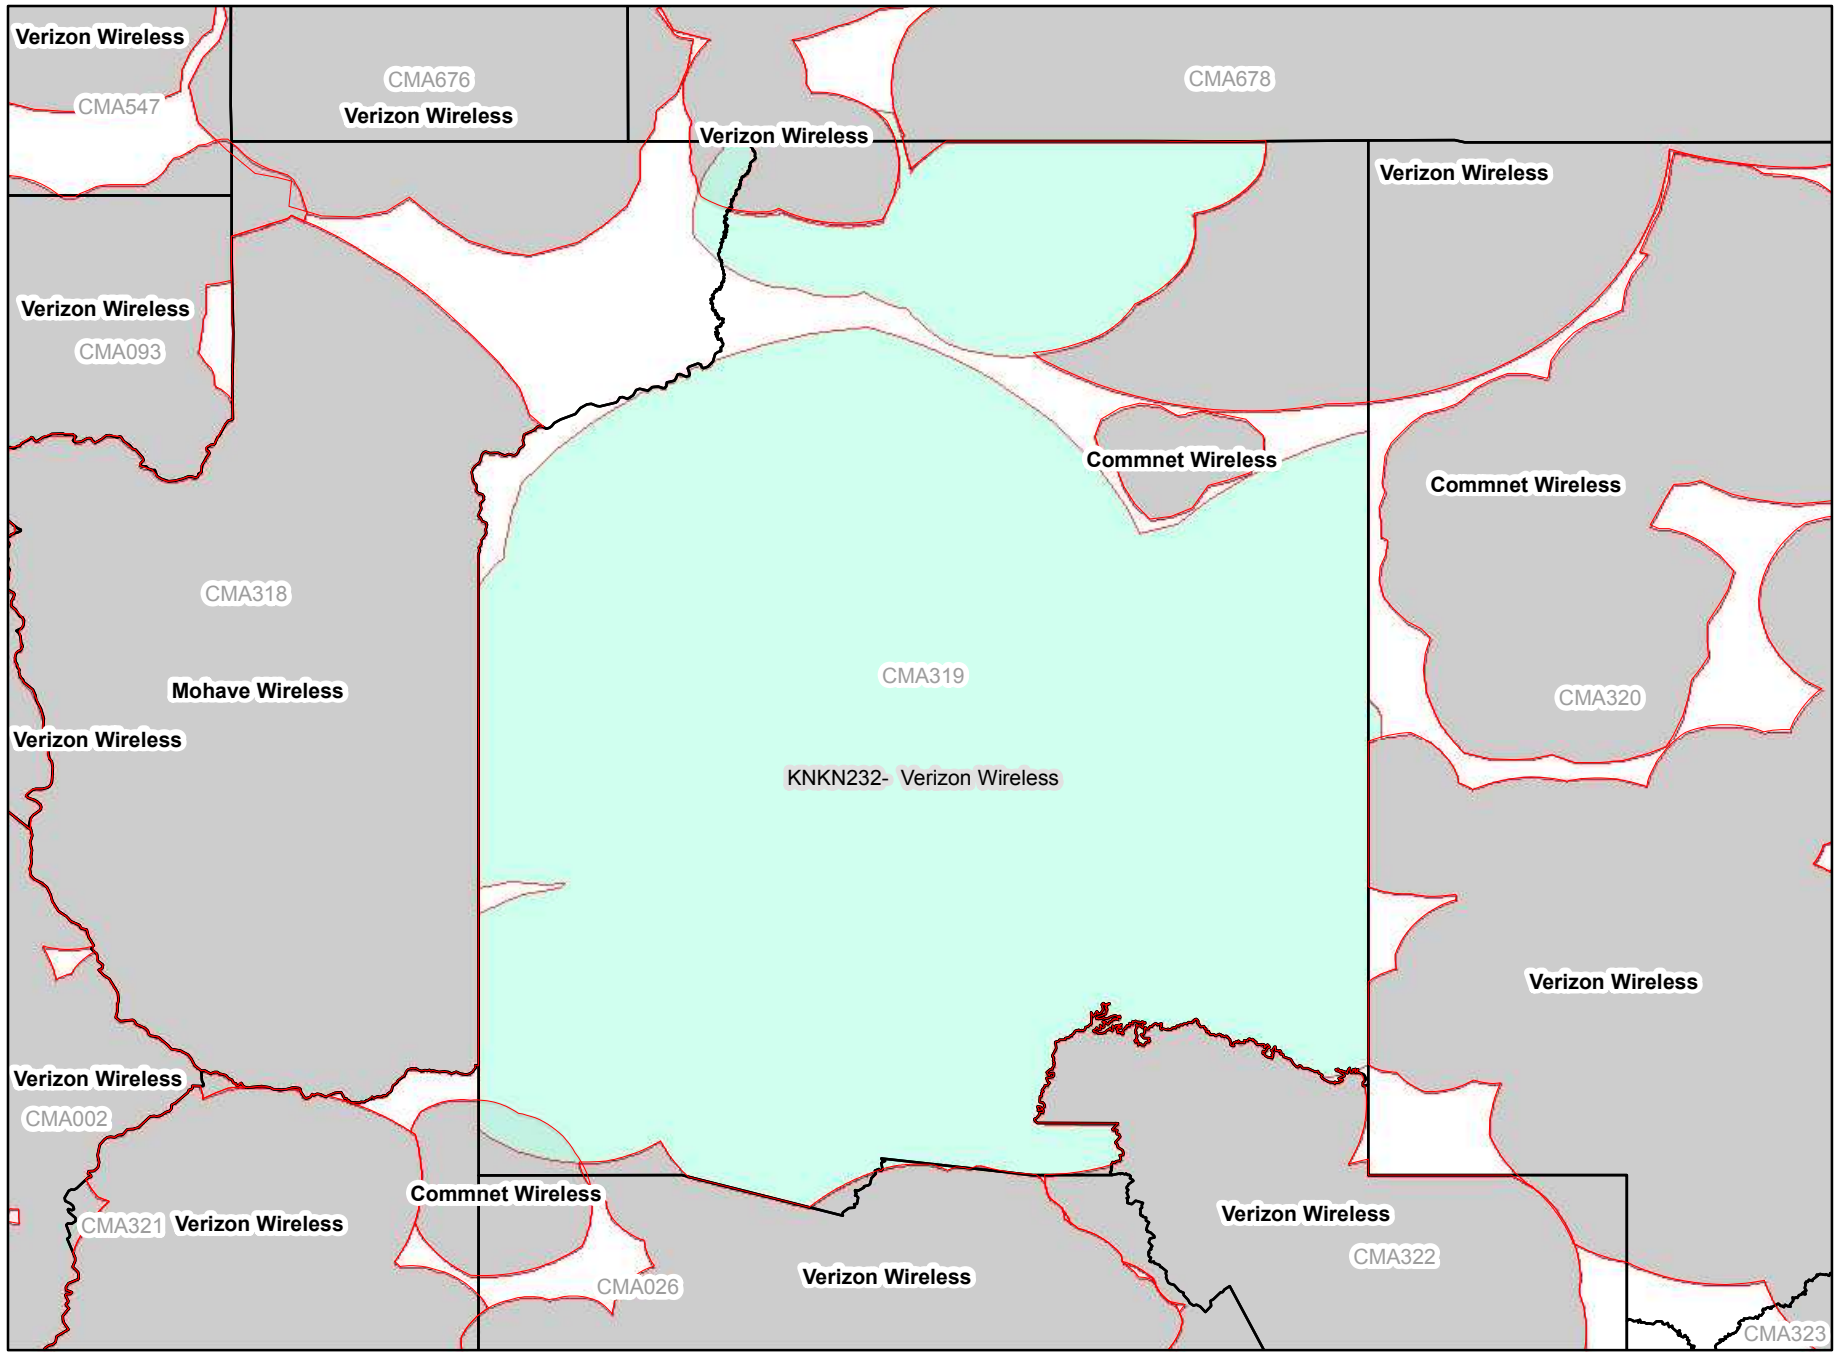 Verizon Wireless
CMA547
CMA676
Verizon Wireless
CMA678
Verizon Wireless
Verizon Wireless
Verizon Wireless
CMA093
Commnet Wireless
Commnet Wireless
CMA318
Mohave Wireless
CMA319
CMA320
Verizon Wireless
KNKN232- Verizon Wireless
Verizon Wireless
Verizon Wireless
CMA002
Commnet Wireless
CMA321 Verizon Wireless
Verizon Wireless
CMA322
Verizon Wireless
CMA026
CMA323